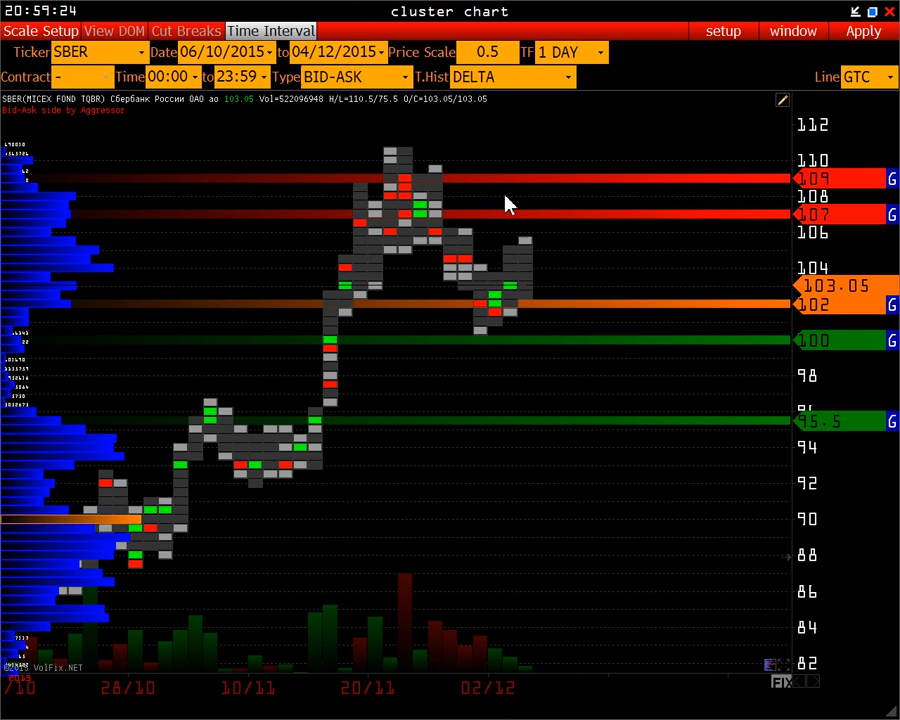 20:59:24 cluster chart
Scale Setup View DOM Cut Breaks Time Interval setup window Apply
Ticker SBER Date 06/10/2015 to 04/12/2015 Price Scale 0.5 TF 1 DAY
Contract - Time 00:00 to 23:59 Type BID-ASK T.Hist DELTA Line GTC
SBER(MICEX FOND TQBR) Сбербанк России ОАО ао 103.05 Vol=522096948 H/L=110.5/75.5 O/C=103.05/103.05
Bid-Ask side by Aggressor
112
110
109 G
108
107 G
106
104
103.05
102 G
100 G
98
95.5 G
94
92
90
88
86
84
82
©2015 VolFix.NET
2015
/10 28/10 10/11 20/11 02/12
FIX